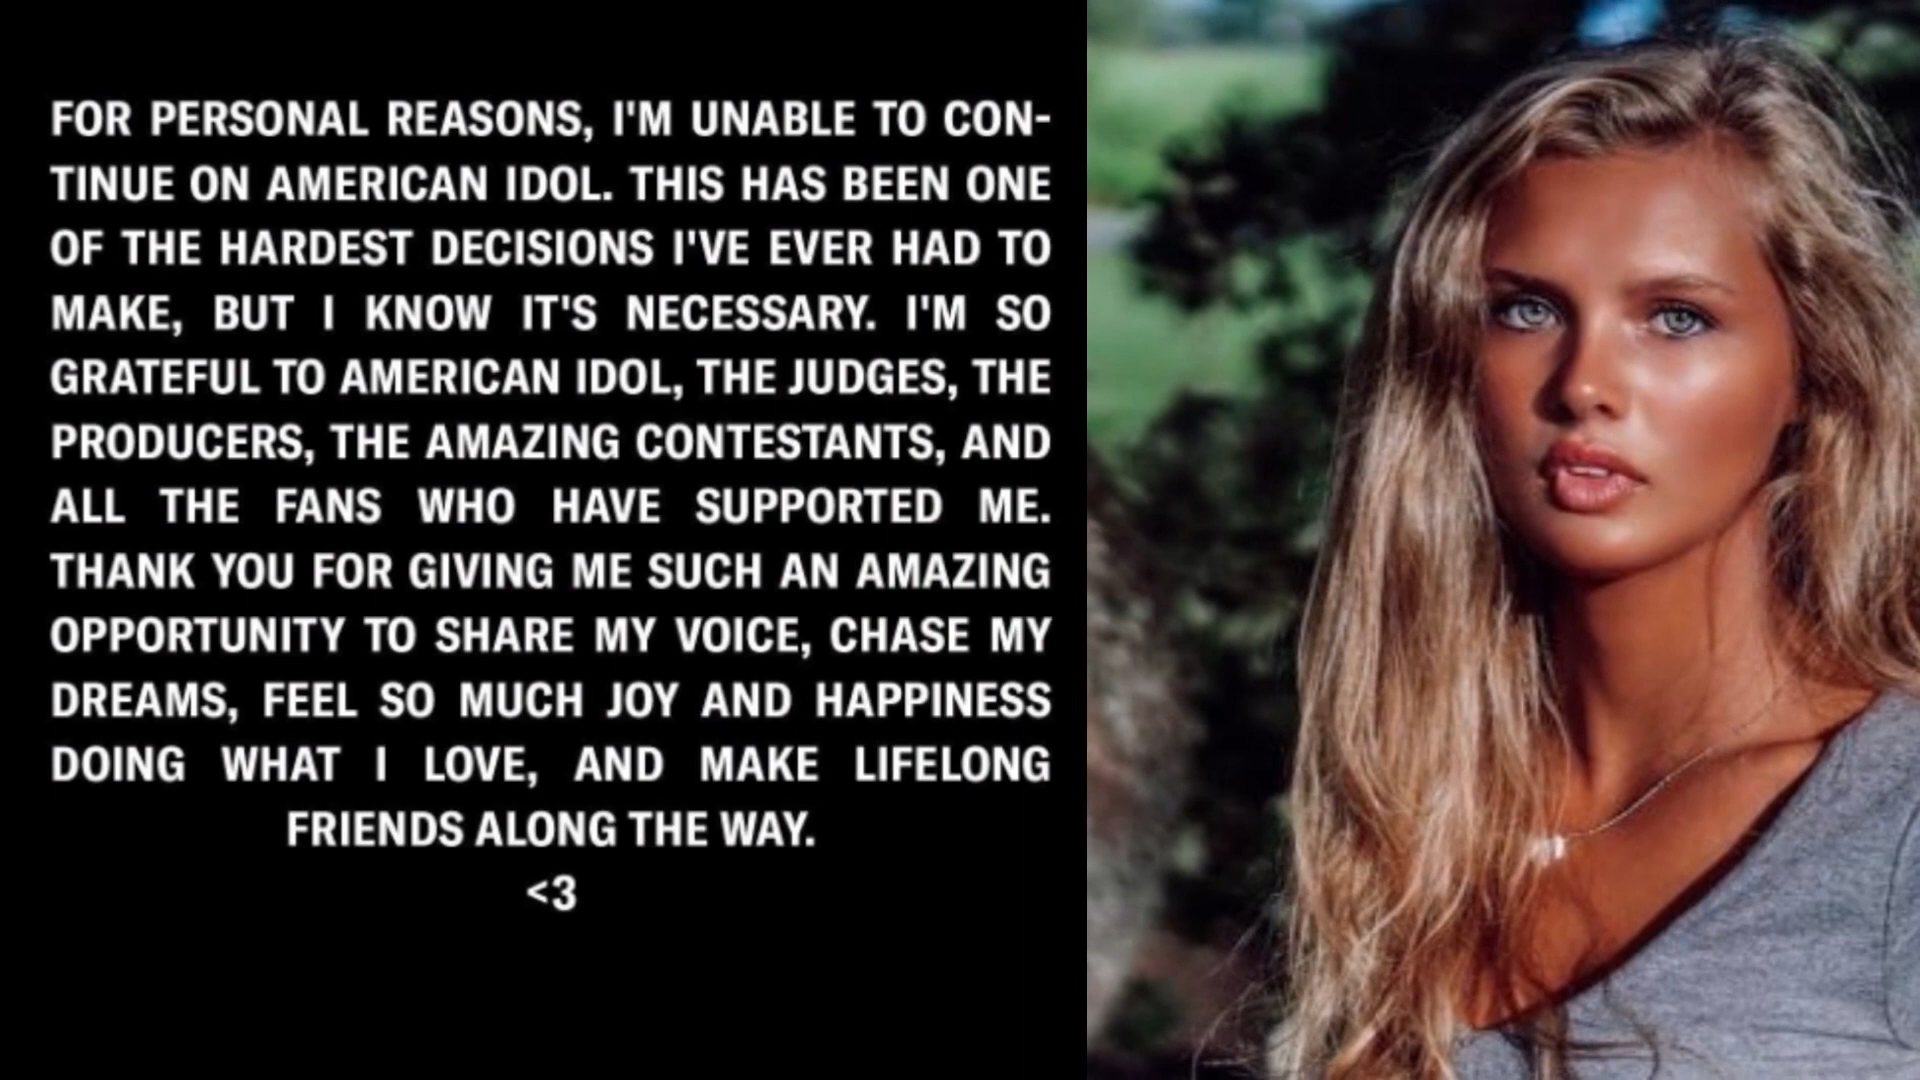 FOR PERSONAL REASONS, I'M UNABLE TO CON-
TINUE ON AMERICAN IDOL. THIS HAS BEEN ONE
OF THE HARDEST DECISIONS I'VE EVER HAD TO
MAKE, BUT I KNOW IT'S NECESSARY. I'M SO
GRATEFUL TO AMERICAN IDOL, THE JUDGES, THE
PRODUCERS, THE AMAZING CONTESTANTS, AND
ALL THE FANS WHO HAVE SUPPORTED ME.
THANK YOU FOR GIVING ME SUCH AN AMAZING
OPPORTUNITY TO SHARE MY VOICE, CHASE MY
DREAMS, FEEL SO MUCH JOY AND HAPPINESS
DOING WHAT I LOVE, AND MAKE LIFELONG
FRIENDS ALONG THE WAY.
<3